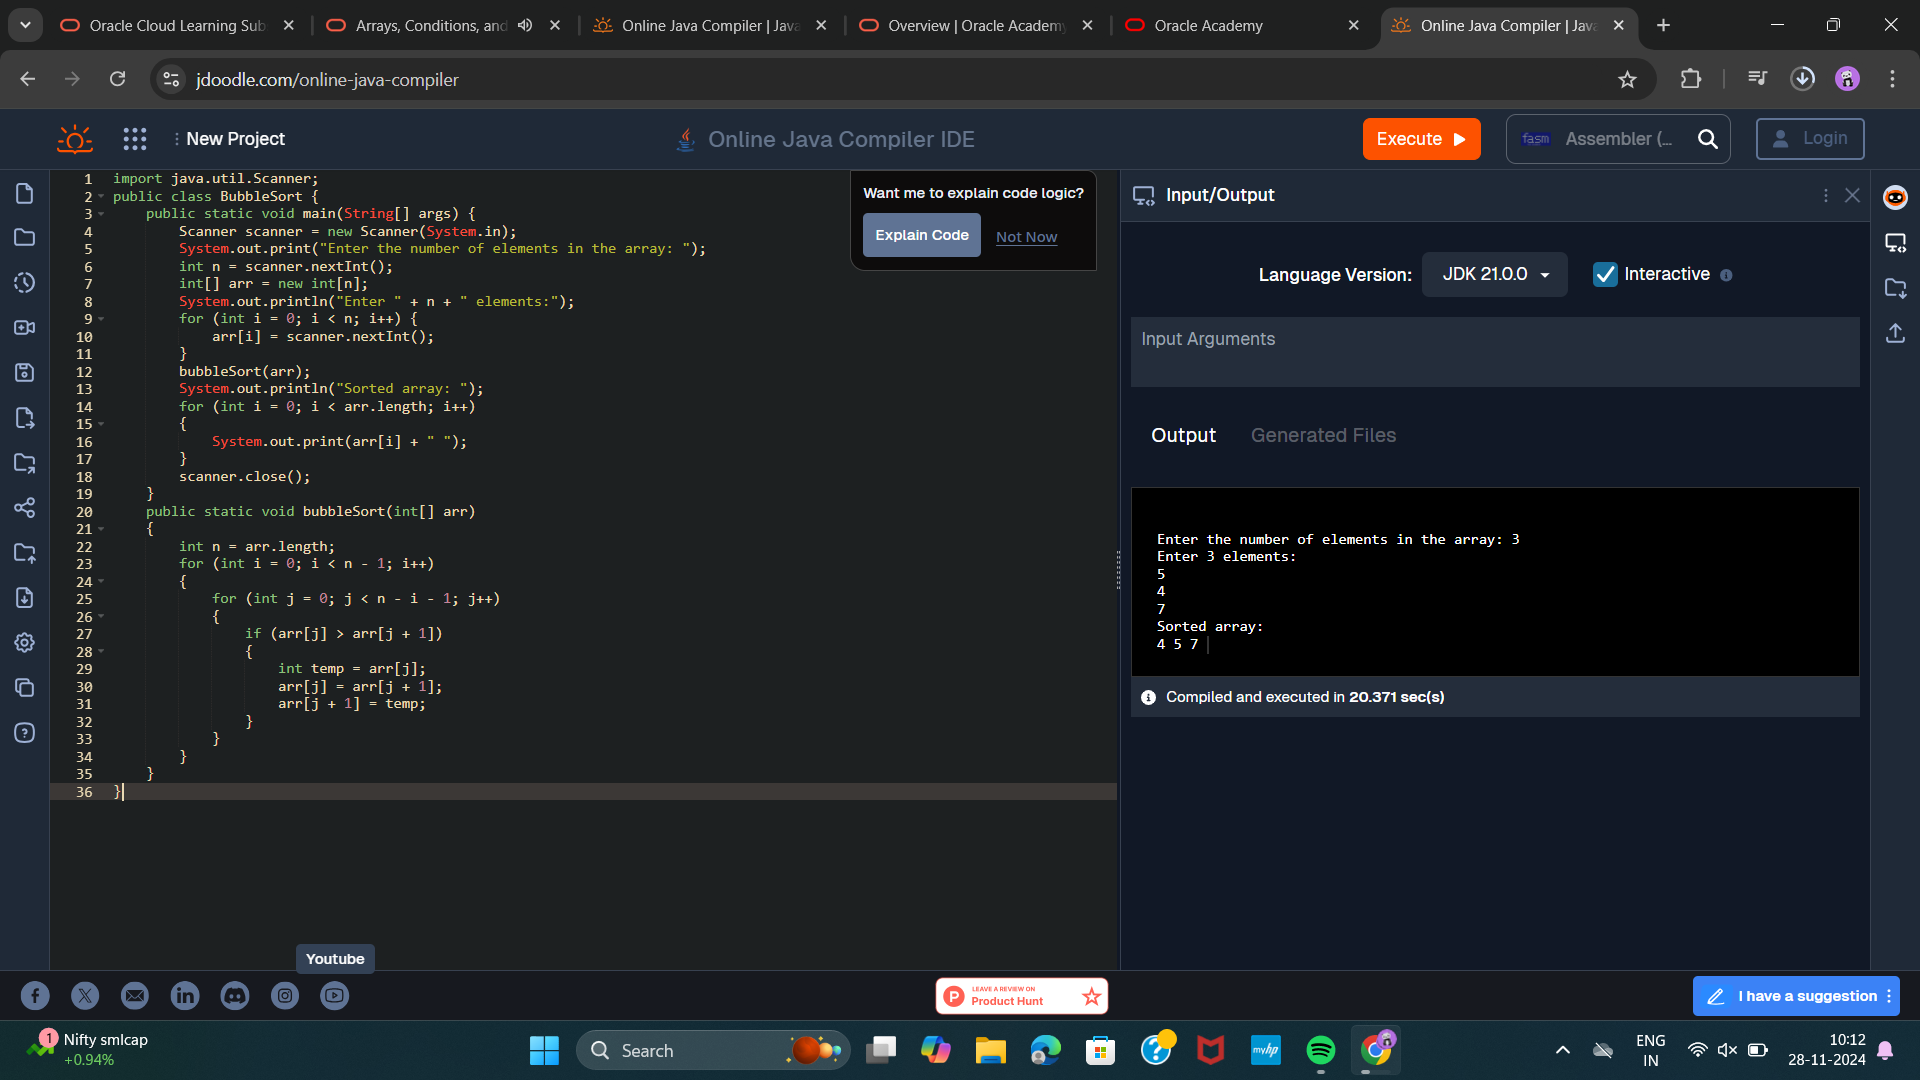 Oracle Cloud Learning Sub
Arrays, Conditions, and
Online Java Compiler | Java
Overview | Oracle Academy
Oracle Academy
Online Java Compiler | Java
jdoodle.com/online-java-compiler
New Project
Online Java Compiler IDE
Execute
fasm
Assembler (...
Login
1 import java.util.Scanner;
2 public class BubbleSort {
3 public static void main(String[] args) {
4 Scanner scanner = new Scanner(System.in);
5 System.out.print("Enter the number of elements in the array: ");
6 int n = scanner.nextInt();
7 int[] arr = new int[n];
8 System.out.println("Enter " + n + " elements:");
9 for (int i = 0; i < n; i++) {
10 arr[i] = scanner.nextInt();
11 }
12 bubbleSort(arr);
13 System.out.println("Sorted array: ");
14 for (int i = 0; i < arr.length; i++)
15 {
16 System.out.print(arr[i] + " ");
17 }
18 scanner.close();
19 }
20 public static void bubbleSort(int[] arr)
21 {
22 int n = arr.length;
23 for (int i = 0; i < n - 1; i++)
24 {
25 for (int j = 0; j < n - i - 1; j++)
26 {
27 if (arr[j] > arr[j + 1])
28 {
29 int temp = arr[j];
30 arr[j] = arr[j + 1];
31 arr[j + 1] = temp;
32 }
33 }
34 }
35 }
36 }
Want me to explain code logic?
Explain Code
Not Now
Input/Output
Language Version:
JDK 21.0.0
Interactive
Input Arguments
Output
Generated Files
Enter the number of elements in the array: 3
Enter 3 elements:
5
4
7
Sorted array:
4 5 7
Compiled and executed in 20.371 sec(s)
Youtube
LEAVE A REVIEW ON
Product Hunt
I have a suggestion
1
Nifty smlcap
+0.94%
Search
myhp
ENG
IN
10:12
28-11-2024